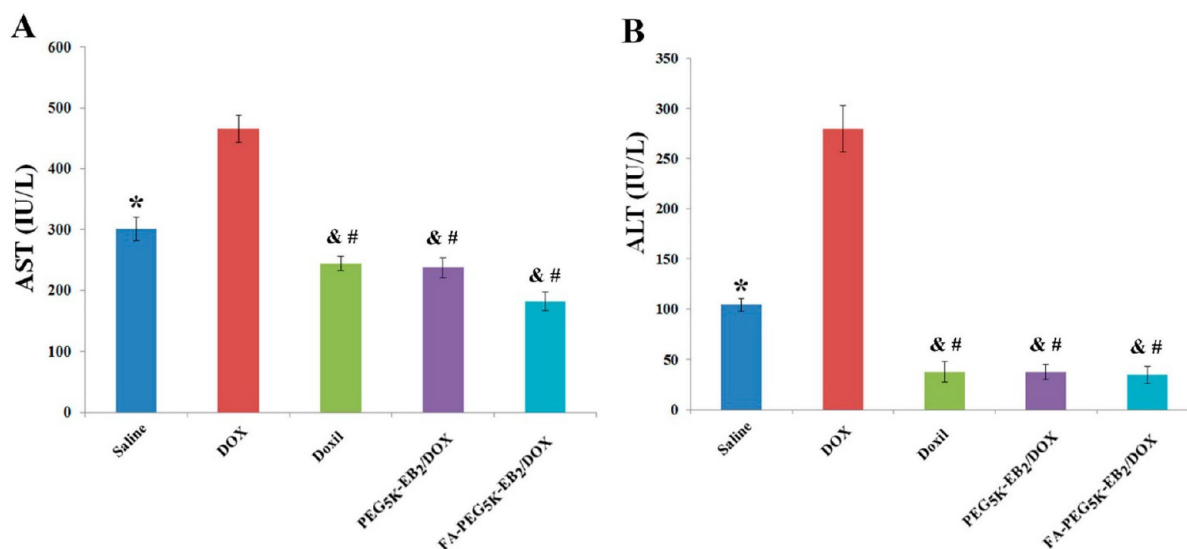 A
AST (IU/L)
600
500
400
300
200
100
0
*
& #
& #
& #
Saline
DOX
Doxil
PEG5K-EB2/DOX
FA-PEG5K-EB2/DOX
B
ALT (IU/L)
350
300
250
200
150
100
50
0
*
& #
& #
& #
Saline
DOX
Doxil
PEG5K-EB2/DOX
FA-PEG5K-EB2/DOX